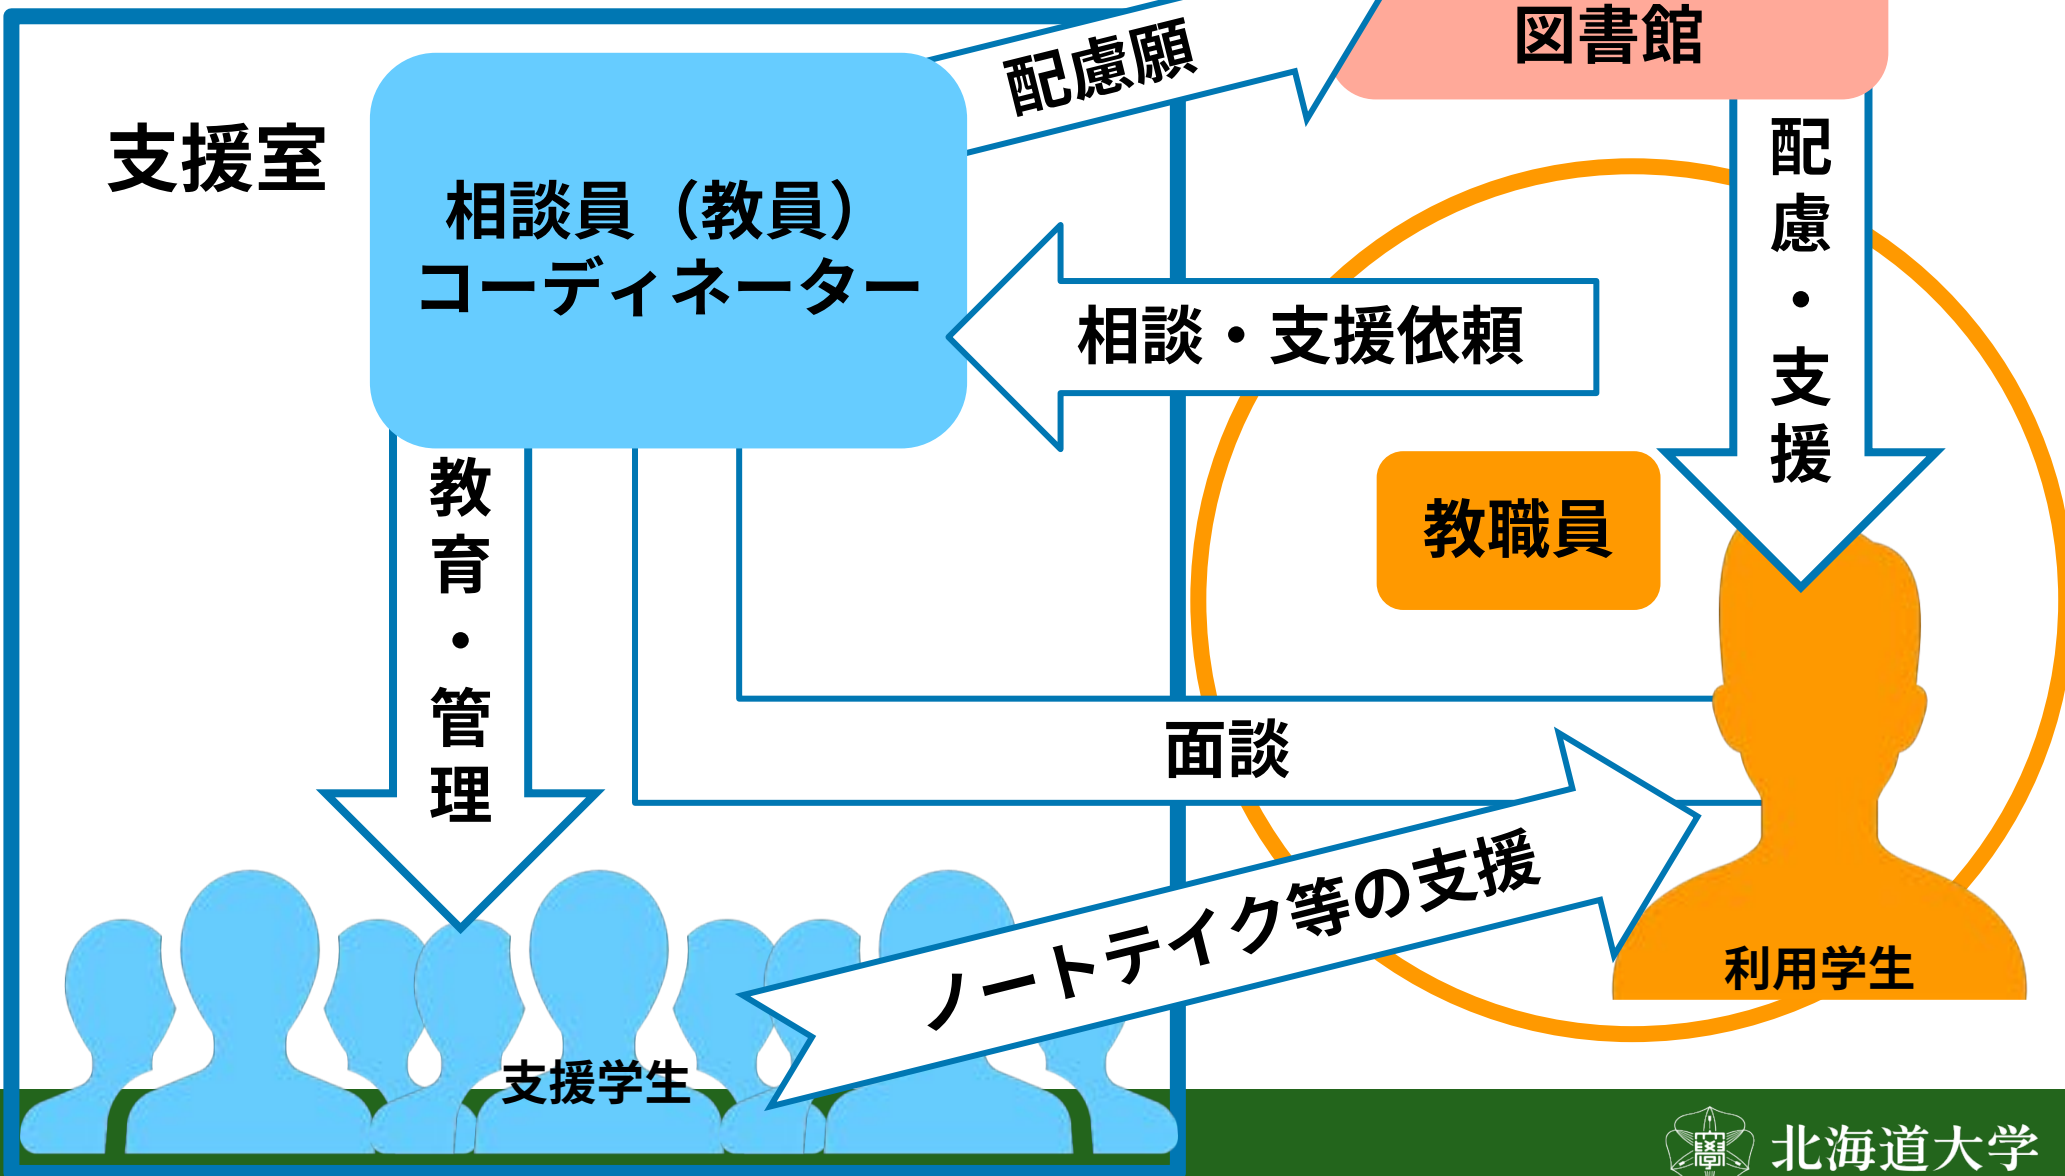 図書館
配慮願
支援室
相談員（教員）
コーディネーター
配慮・支援
相談・支援依頼
教職員
教育・管理
面談
ノートテイク等の支援
利用学生
支援学生
北海道大学